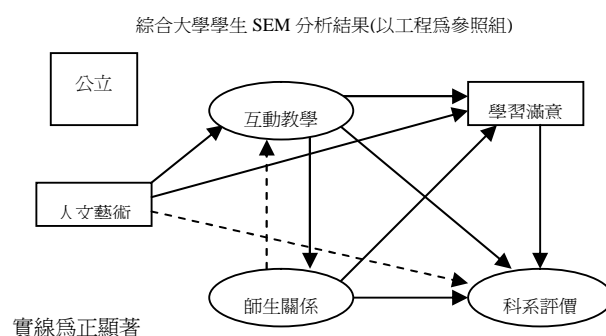 綜合大學學生 SEM 分析結果(以工程為參照組)
公立
互動教學
學習滿意
人文藝術
師生關係
科系評價
實線為正顯著